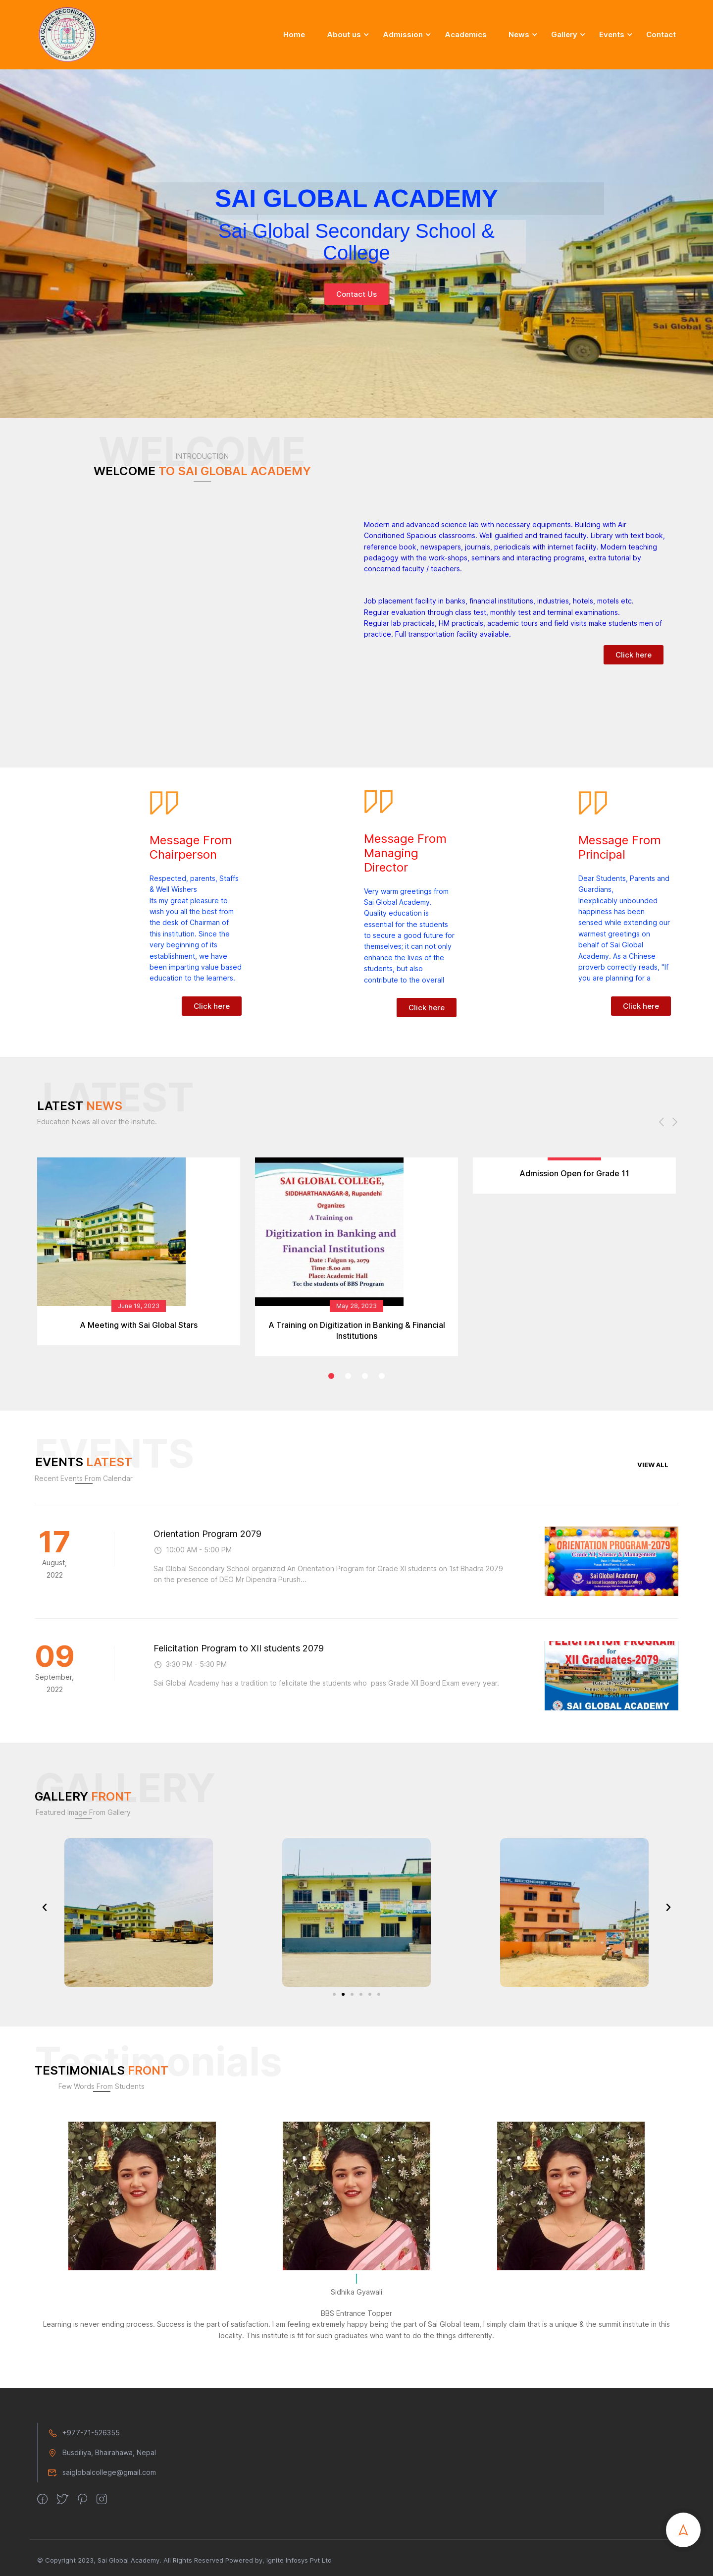 Home About us Admission Academics News Gallery Events Contact
SAI GLOBAL ACADEMY
Sai Global Secondary School &
College
Contact Us
Sai Global Se
WELCOME
INTRODUCTION
WELCOME TO SAI GLOBAL ACADEMY
Modern and advanced science lab with necessary equipments. Building with Air
Conditioned Spacious classrooms. Well gualified and trained faculty. Library with text book,
reference book, newspapers, journals, periodicals with internet facility. Modern teaching
pedagogy with the work-shops, seminars and interacting programs, extra tutorial by
concerned faculty / teachers.
Job placement facility in banks, financial institutions, industries, hotels, motels etc.
Regular evaluation through class test, monthly test and terminal examinations.
Regular lab practicals, HM practicals, academic tours and field visits make students men of
practice. Full transportation facility available.
Click here
Message From
Chairperson
Respected, parents, Staffs
& Well Wishers
Its my great pleasure to
wish you all the best from
the desk of Chairman of
this institution. Since the
very beginning of its
establishment, we have
been imparting value based
education to the learners.
Click here
Message From
Managing
Director
Very warm greetings from
Sai Global Academy.
Quality education is
essential for the students
to secure a good future for
themselves; it can not only
enhance the lives of the
students, but also
contribute to the overall
Click here
Message From
Principal
Dear Students, Parents and
Guardians,
Inexplicably unbounded
happiness has been
sensed while extending our
warmest greetings on
behalf of Sai Global
Academy. As a Chinese
proverb correctly reads, "If
you are planning for a
Click here
LATEST
LATEST NEWS
Education News all over the Insitute.
June 19, 2023
A Meeting with Sai Global Stars
SAI GLOBAL COLLEGE,
SIDDHARTHANAGAR-8, Rupandehi
Organizes
A Training on
Digitization in Banking and
Financial Institutions
Date : Falgun 19, 2079
Time :8.00 am
Place: Academic Hall
To: the students of BBS Program
May 28, 2023
A Training on Digitization in Banking & Financial
Institutions
Admission Open for Grade 11
EVENTS
EVENTS LATEST
Recent Events From Calendar
VIEW ALL
17
August,
2022
Orientation Program 2079
10:00 AM - 5:00 PM
Sai Global Secondary School organized An Orientation Program for Grade XI students on 1st Bhadra 2079
on the presence of DEO Mr Dipendra Purush...
ORIENTATION PROGRAM-2079
Grade XI Science & Management
Sai Global Academy
09
September,
2022
Felicitation Program to XII students 2079
3:30 PM - 5:30 PM
Sai Global Academy has a tradition to felicitate the students who pass Grade XII Board Exam every year.
FELICITATION PROGRAM
for
XII Graduates-2079
SAI GLOBAL ACADEMY
GALLERY
GALLERY FRONT
Featured Image From Gallery
Testimonials
TESTIMONIALS FRONT
Few Words From Students
Sidhika Gyawali
BBS Entrance Topper
Learning is never ending process. Success is the part of satisfaction. I am feeling extremely happy being the part of Sai Global team, I simply claim that is a unique & the summit institute in this
locality. This institute is fit for such graduates who want to do the things differently.
+977-71-526355
Busdiliya, Bhairahawa, Nepal
saiglobalcollege@gmail.com
© Copyright 2023, Sai Global Academy. All Rights Reserved Powered by, Ignite Infosys Pvt Ltd